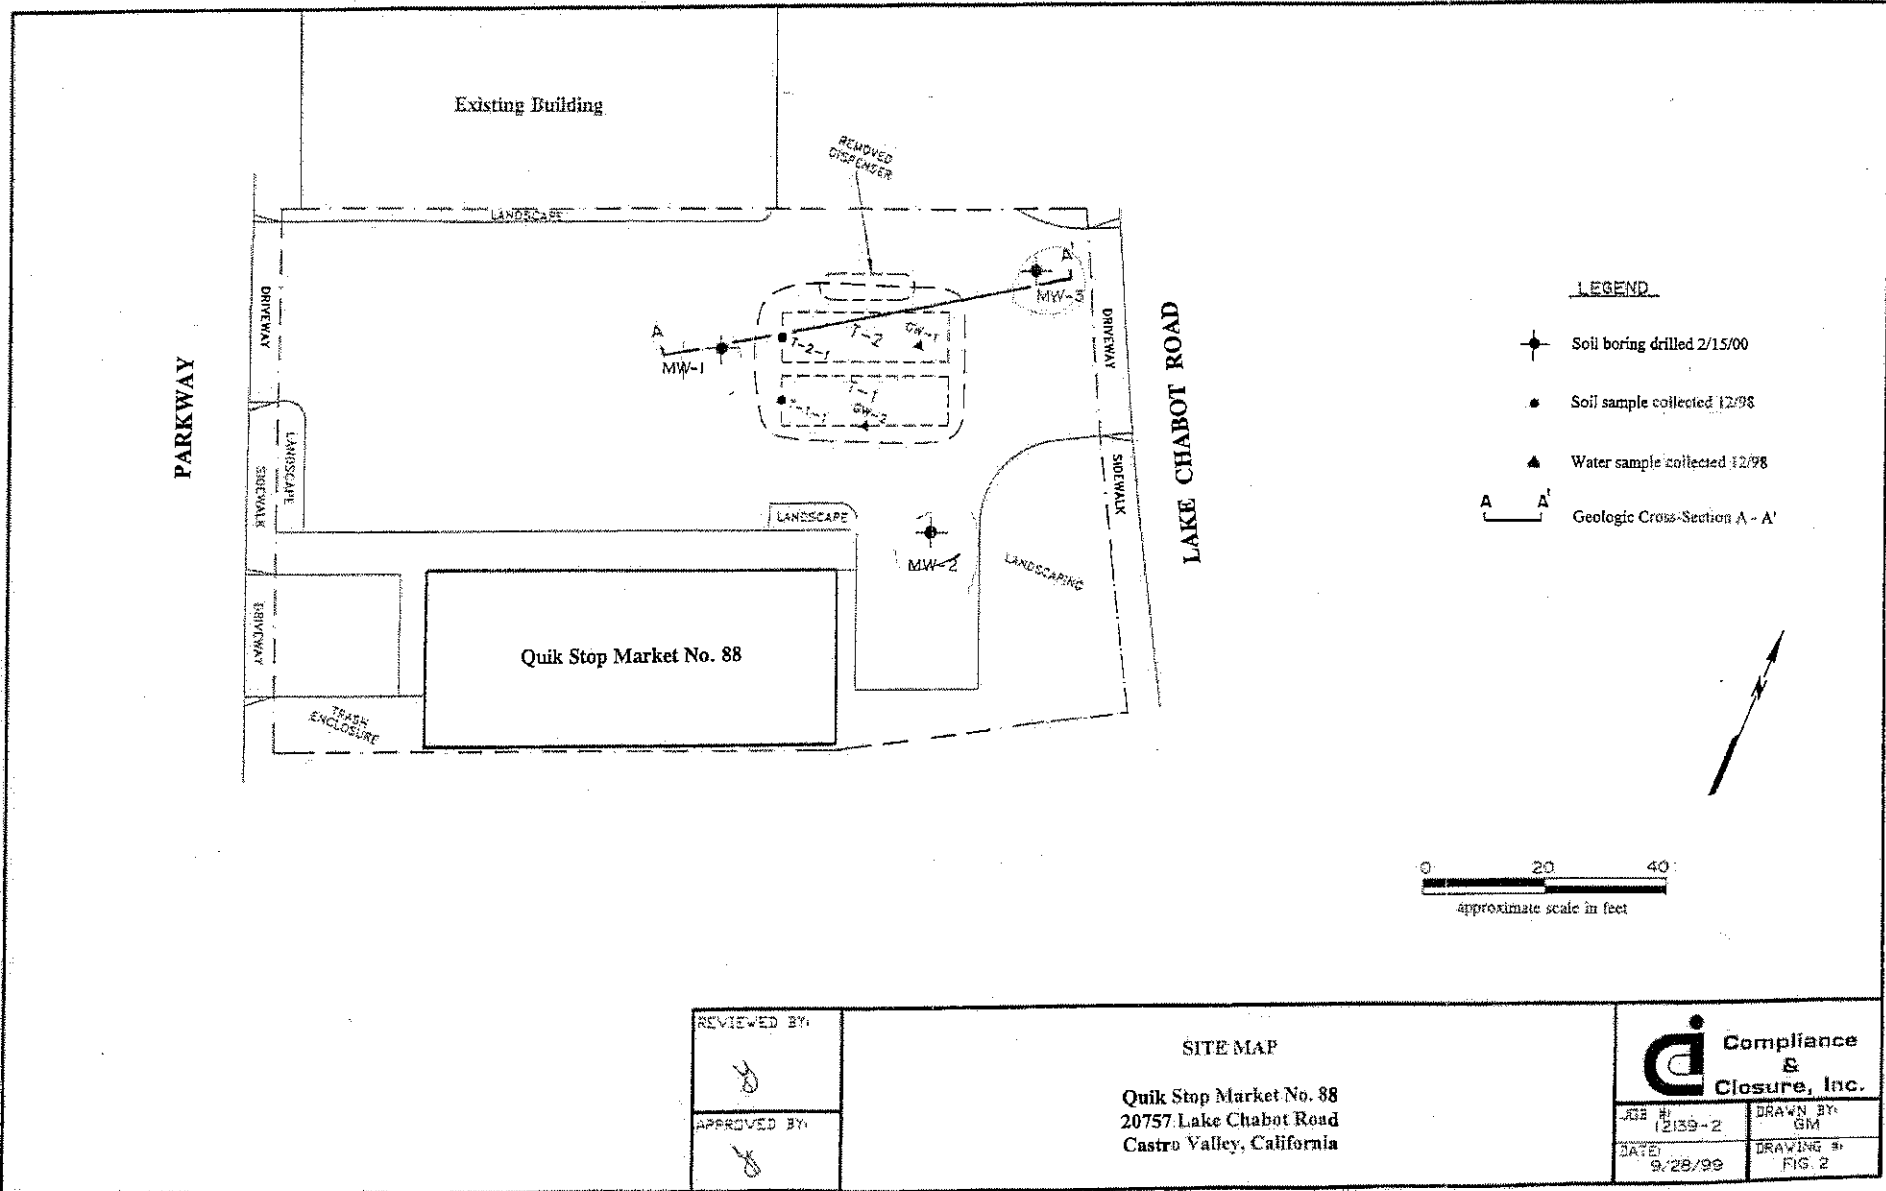 Existing Building
REMOVED
DISPENSER
LANDSCAPE
DRIVEWAY
A
A'
MW-3
MW-1
T-2-1
T-2
GW-1
T-1
T-1-1
GW-2
DRIVEWAY
PARKWAY
LAKE CHABOT ROAD
LANDSCAPE
SIDEWALK
SIDEWALK
LANDSCAPE
MW-2
LANDSCAPING
DRIVEWAY
Quik Stop Market No. 88
TRASH
ENCLOSURE
LEGEND
Soil boring drilled 2/15/00
Soil sample collected 12/98
Water sample collected 12/98
A A'
Geologic Cross-Section A - A'
N
0 20 40
approximate scale in feet
REVIEWED BY:
APPROVED BY:
SITE MAP
Quik Stop Market No. 88
20757 Lake Chabot Road
Castro Valley, California
Compliance
&
Closure, Inc.
JOB #:
12139-2
DRAWN BY:
GM
DATE:
9/28/99
DRAWING #:
FIG. 2